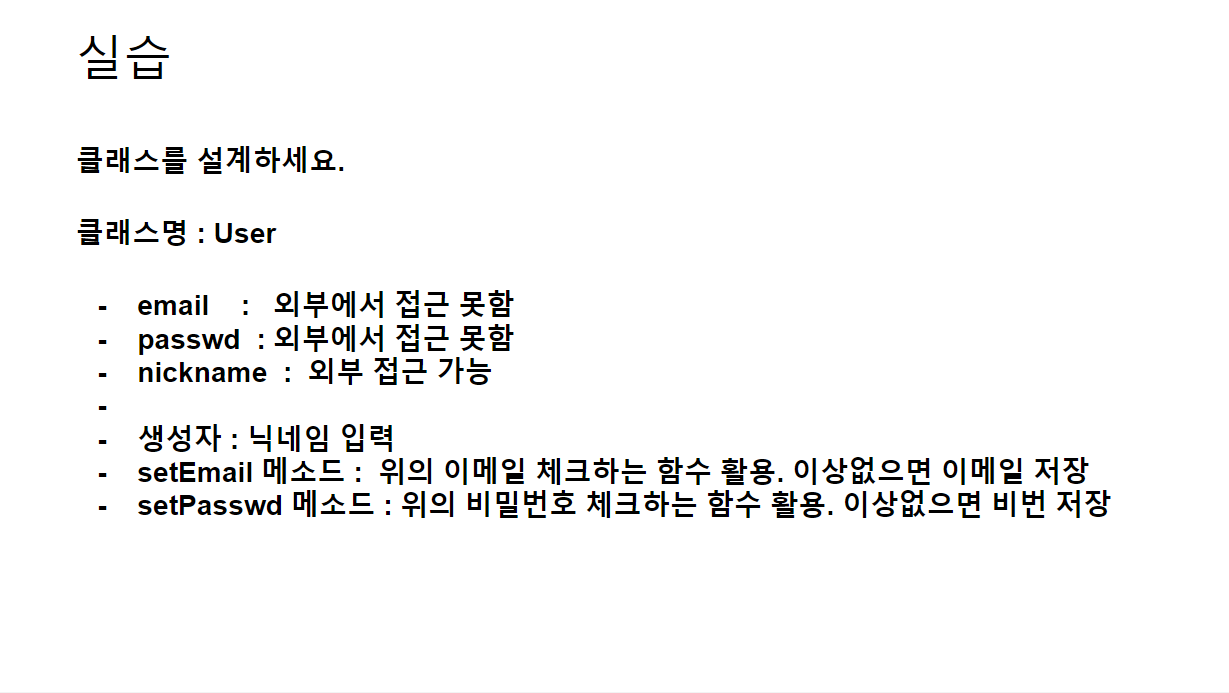 실습
클래스를 설계하세요.
클래스명 : User
- email : 외부에서 접근 못함
- passwd : 외부에서 접근 못함
- nickname : 외부 접근 가능
-
- 생성자 : 닉네임 입력
- setEmail 메소드 : 위의 이메일 체크하는 함수 활용. 이상없으면 이메일 저장
- setPasswd 메소드 : 위의 비밀번호 체크하는 함수 활용. 이상없으면 비번 저장